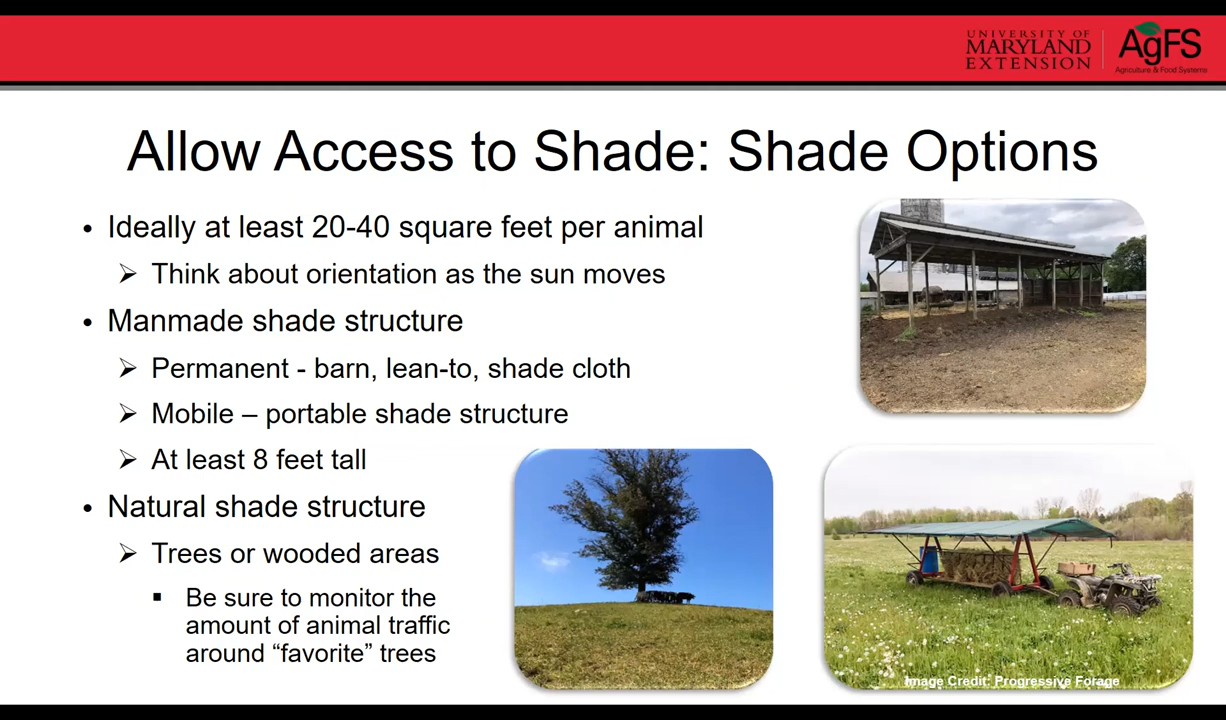 UNIVERSITY OF
MARYLAND
EXTENSION
AgFS
Agriculture & Food Systems
Allow Access to Shade: Shade Options
• Ideally at least 20-40 square feet per animal
➢ Think about orientation as the sun moves
• Manmade shade structure
➢ Permanent - barn, lean-to, shade cloth
➢ Mobile – portable shade structure
➢ At least 8 feet tall
• Natural shade structure
➢ Trees or wooded areas
▪ Be sure to monitor the
amount of animal traffic
around “favorite” trees
Image Credit: Progressive Forage